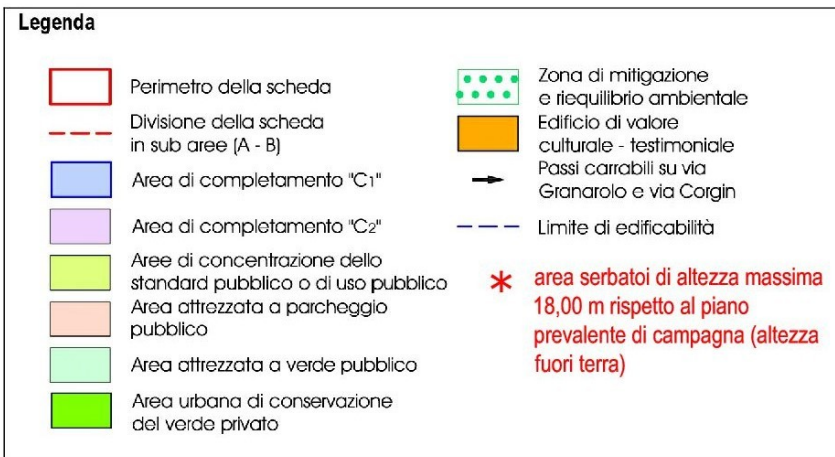 Legenda
Perimetro della scheda
Divisione della scheda
in sub aree (A - B)
Area di completamento "C1"
Area di completamento "C2"
Aree di concentrazione dello
standard pubblico o di uso pubblico
Area attrezzata a parcheggio
pubblico
Area attrezzata a verde pubblico
Area urbana di conservazione
del verde privato
Zona di mitigazione
e riequilibrio ambientale
Edificio di valore
culturale - testimoniale
Passi carrabili su via
Granarolo e via Corgin
Limite di edificabilità
* area serbatoi di altezza massima
18,00 m rispetto al piano
prevalente di campagna (altezza
fuori terra)